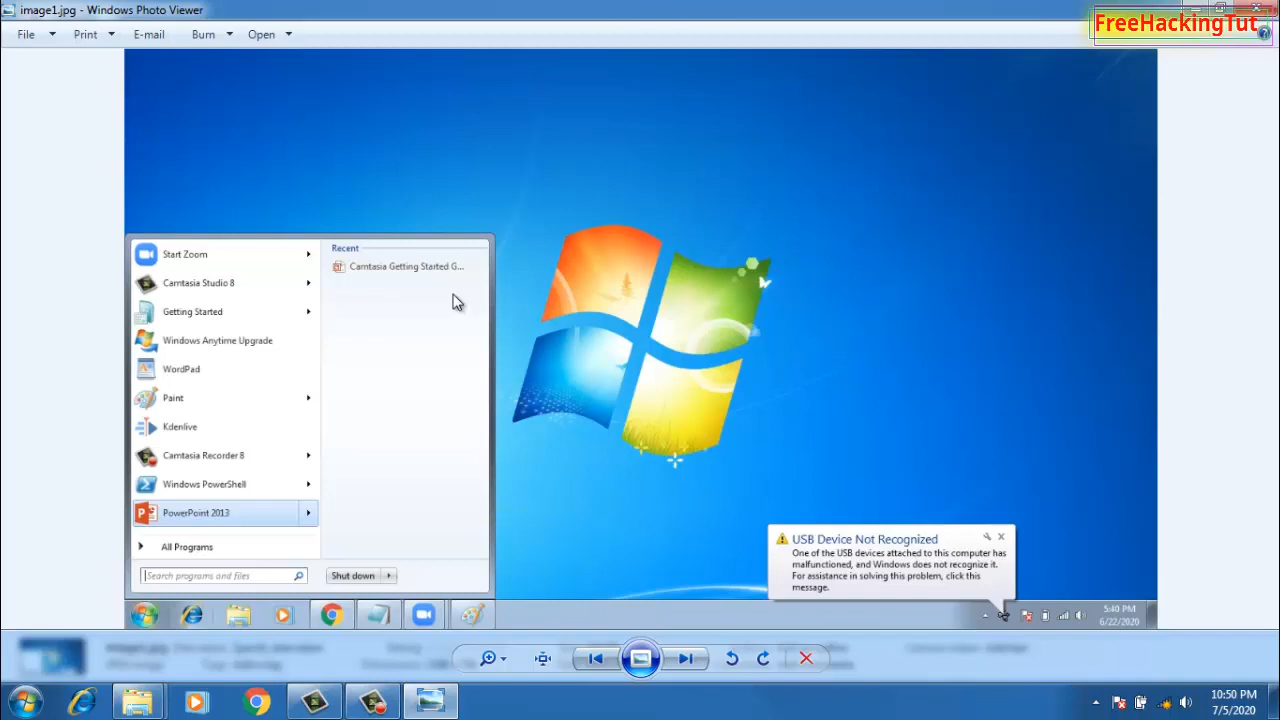 image1.jpg - Windows Photo Viewer
FreeHackingTut
File Print E-mail Burn Open
Start Zoom
Camtasia Studio 8
Getting Started
Windows Anytime Upgrade
WordPad
Paint
Kdenlive
Camtasia Recorder 8
Windows PowerShell
PowerPoint 2013
All Programs
Search programs and files
Shut down
Recent
Camtasia Getting Started G...
USB Device Not Recognized
One of the USB devices attached to this computer has
malfunctioned, and Windows does not recognize it.
For assistance in solving this problem, click this
message.
5:40 PM
6/22/2020
10:50 PM
7/5/2020